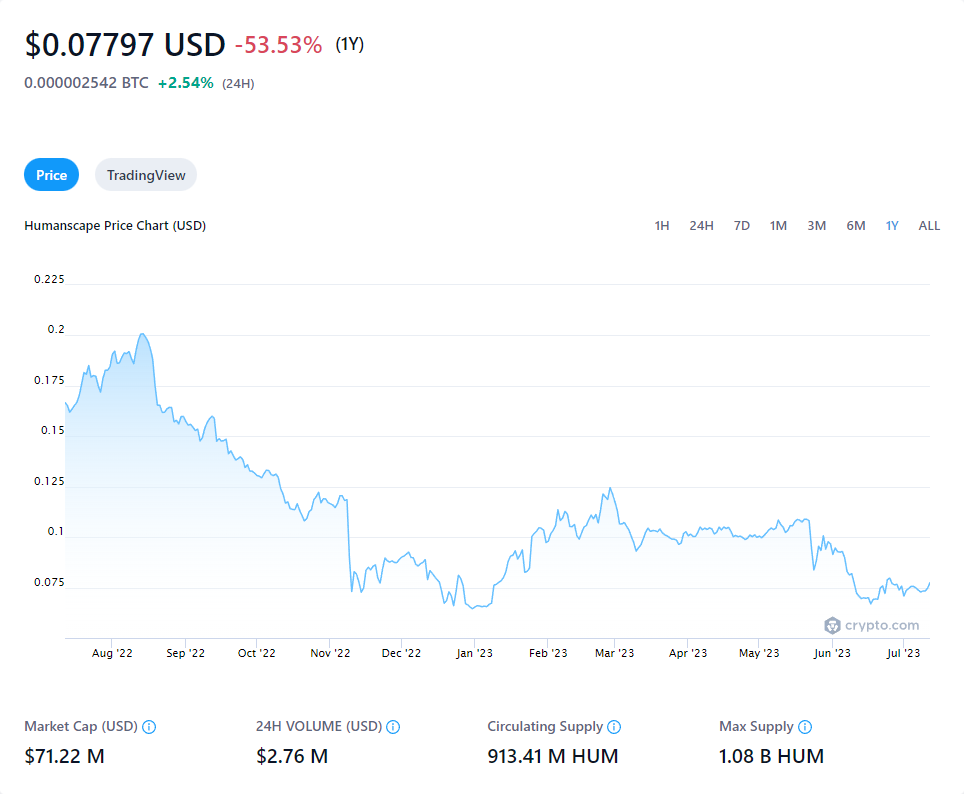 $0.07797 USD -53.53% (1Y)
0.000002542 BTC +2.54% (24H)
Price TradingView
Humanscape Price Chart (USD) 1H 24H 7D 1M 3M 6M 1Y ALL
0.225
0.2
0.175
0.15
0.125
0.1
0.075
crypto.com
Aug '22 Sep '22 Oct '22 Nov '22 Dec '22 Jan '23 Feb '23 Mar '23 Apr '23 May '23 Jun '23 Jul '23
Market Cap (USD) 24H VOLUME (USD) Circulating Supply Max Supply
$71.22 M $2.76 M 913.41 M HUM 1.08 B HUM